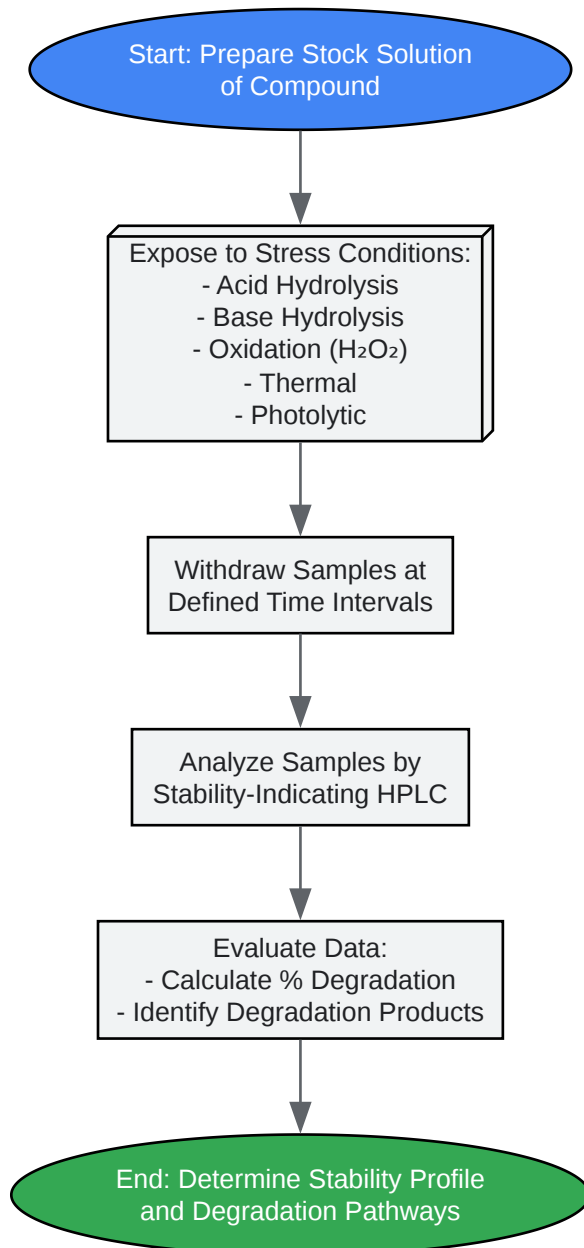 Start: Prepare Stock Solution
of Compound
Expose to Stress Conditions:
- Acid Hydrolysis
- Base Hydrolysis
- Oxidation (H₂O₂)
- Thermal
- Photolytic
Withdraw Samples at
Defined Time Intervals
Analyze Samples by
Stability-Indicating HPLC
Evaluate Data:
- Calculate % Degradation
- Identify Degradation Products
End: Determine Stability Profile
and Degradation Pathways